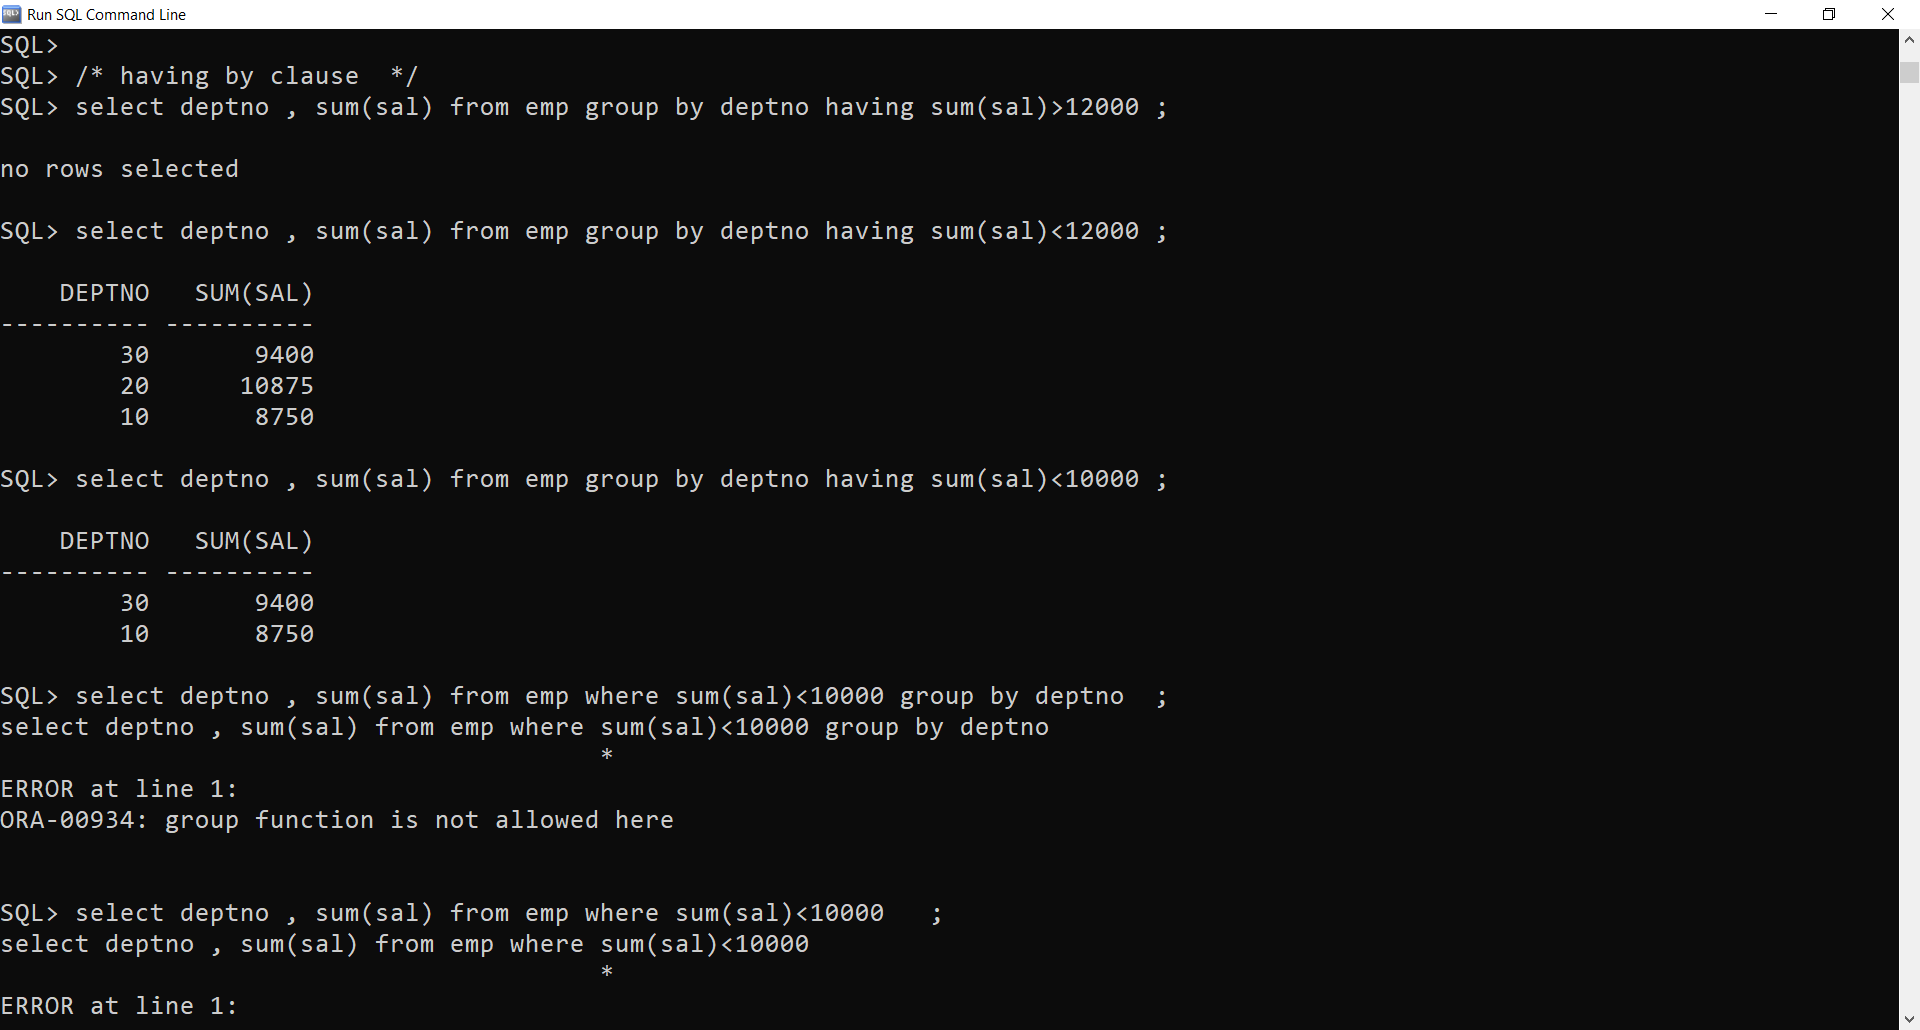 Run SQL Command Line
SQL>
SQL> /* having by clause  */
SQL> select deptno , sum(sal) from emp group by deptno having sum(sal)>12000 ;
no rows selected
SQL> select deptno , sum(sal) from emp group by deptno having sum(sal)<12000 ;
    DEPTNO   SUM(SAL)
---------- ----------
        30       9400
        20      10875
        10       8750
SQL> select deptno , sum(sal) from emp group by deptno having sum(sal)<10000 ;
    DEPTNO   SUM(SAL)
---------- ----------
        30       9400
        10       8750
SQL> select deptno , sum(sal) from emp where sum(sal)<10000 group by deptno  ;
select deptno , sum(sal) from emp where sum(sal)<10000 group by deptno
                                        *
ERROR at line 1:
ORA-00934: group function is not allowed here
SQL> select deptno , sum(sal) from emp where sum(sal)<10000   ;
select deptno , sum(sal) from emp where sum(sal)<10000
                                        *
ERROR at line 1: